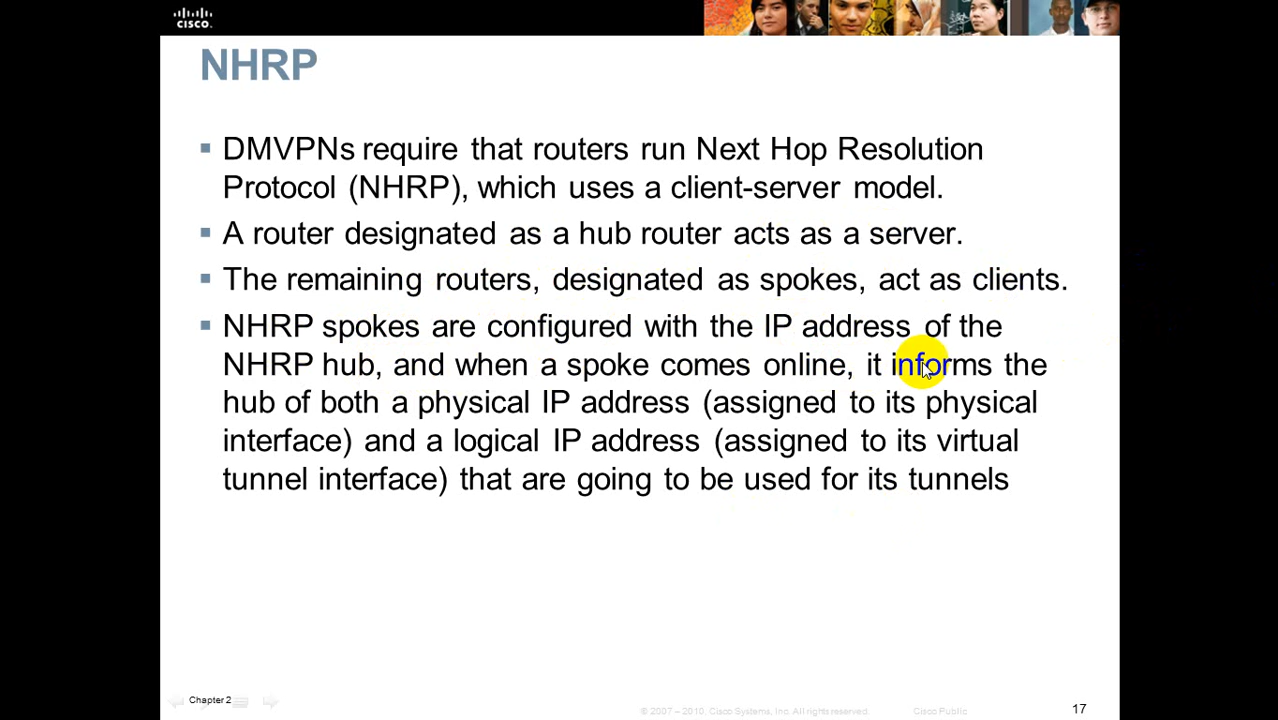 CISCO.
NHRP
DMVPNs require that routers run Next Hop Resolution
Protocol (NHRP), which uses a client-server model.
A router designated as a hub router acts as a server.
The remaining routers, designated as spokes, act as clients.
NHRP spokes are configured with the IP address of the
NHRP hub, and when a spoke comes online, it informs the
hub of both a physical IP address (assigned to its physical
interface) and a logical IP address (assigned to its virtual
tunnel interface) that are going to be used for its tunnels
Chapter 2
© 2007 – 2010, Cisco Systems, Inc. All rights reserved.
Cisco Public
17